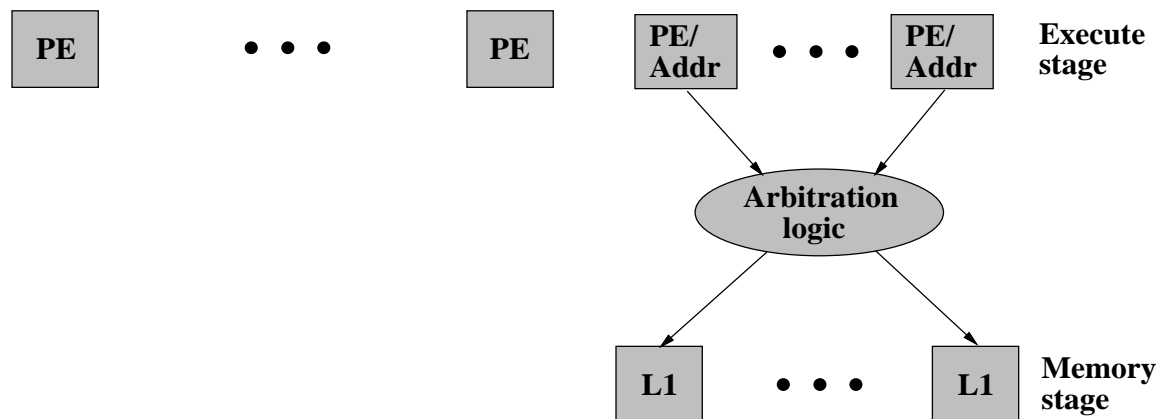 PE
PE
PE/
Addr
PE/
Addr
Execute
stage
Arbitration
logic
L1
L1
Memory
stage